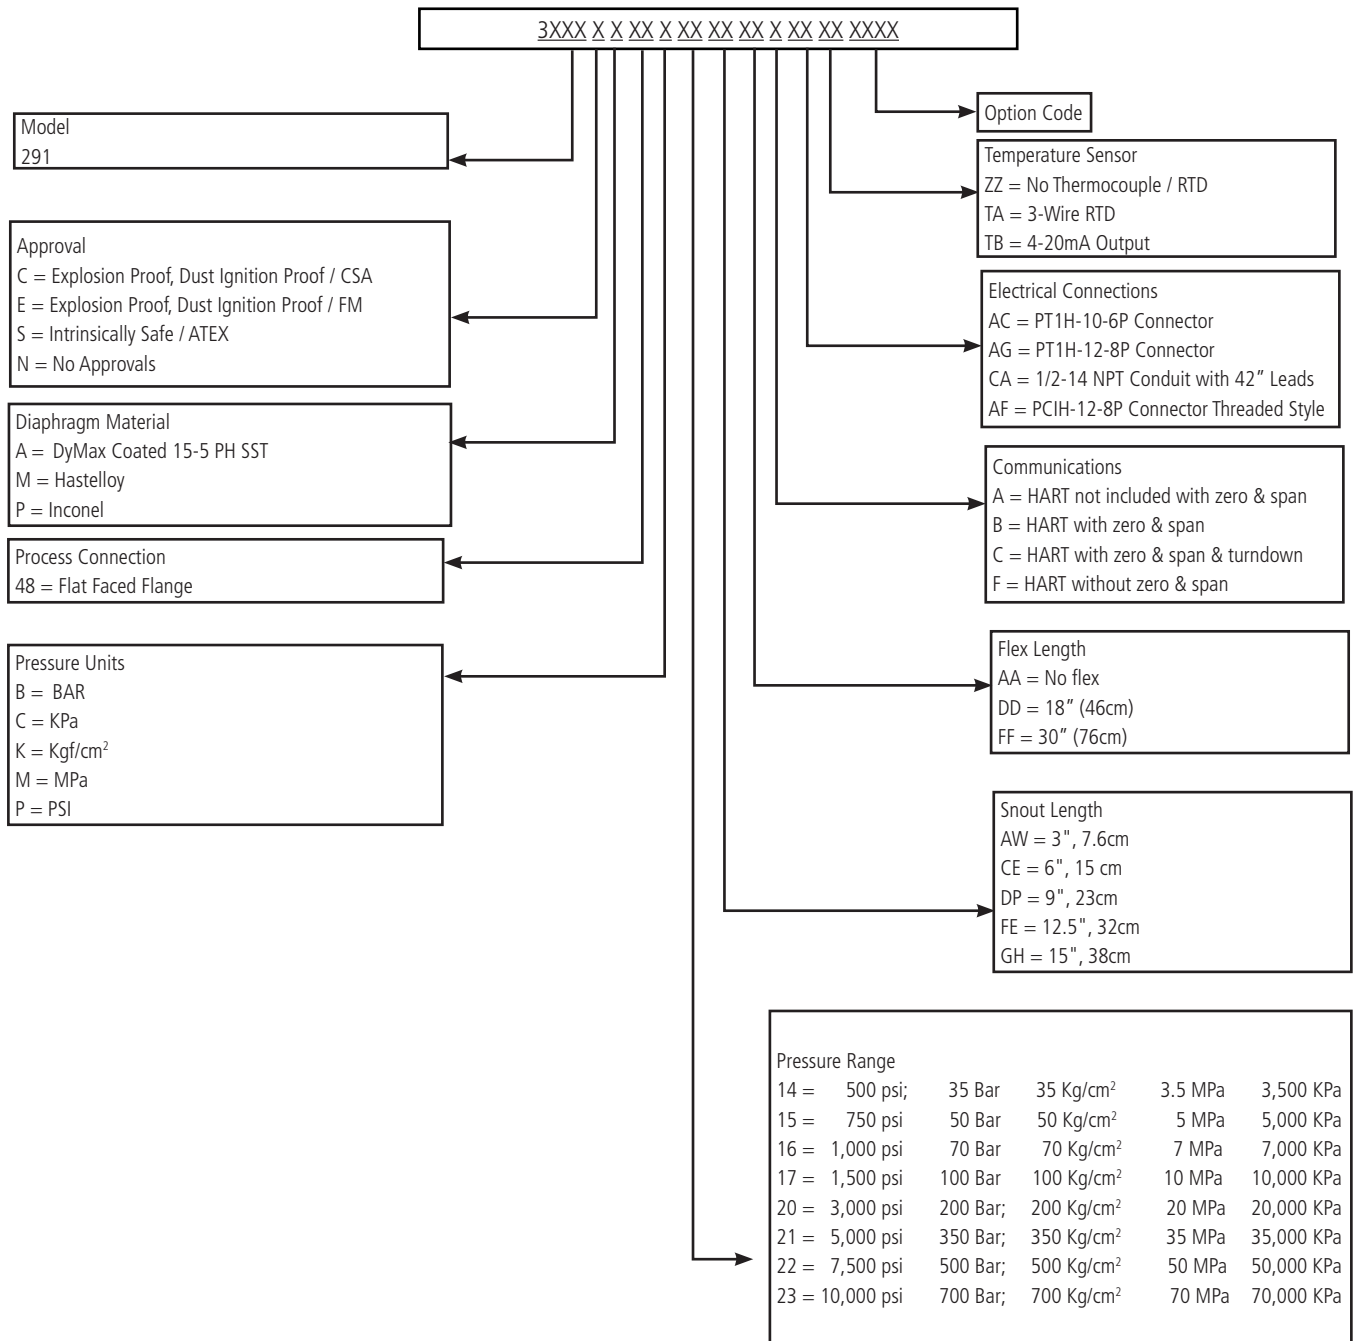 3XXX X X XX X XX XX XX X XX XX XXXX
Model
291
Approval
C = Explosion Proof, Dust Ignition Proof / CSA
E = Explosion Proof, Dust Ignition Proof / FM
S = Intrinsically Safe / ATEX
N = No Approvals
Diaphragm Material
A = DyMax Coated 15-5 PH SST
M = Hastelloy
P = Inconel
Process Connection
48 = Flat Faced Flange
Pressure Units
B = BAR
C = KPa
K = Kgf/cm²
M = MPa
P = PSI
Option Code
Temperature Sensor
ZZ = No Thermocouple / RTD
TA = 3-Wire RTD
TB = 4-20mA Output
Electrical Connections
AC = PT1H-10-6P Connector
AG = PT1H-12-8P Connector
CA = 1/2-14 NPT Conduit with 42” Leads
AF = PCIH-12-8P Connector Threaded Style
Communications
A = HART not included with zero & span
B = HART with zero & span
C = HART with zero & span & turndown
F = HART without zero & span
Flex Length
AA = No flex
DD = 18” (46cm)
FF = 30” (76cm)
Snout Length
AW = 3", 7.6cm
CE = 6", 15 cm
DP = 9", 23cm
FE = 12.5", 32cm
GH = 15", 38cm
Pressure Range
14 = 500 psi; 35 Bar 35 Kg/cm² 3.5 MPa 3,500 KPa
15 = 750 psi 50 Bar 50 Kg/cm² 5 MPa 5,000 KPa
16 = 1,000 psi 70 Bar 70 Kg/cm² 7 MPa 7,000 KPa
17 = 1,500 psi 100 Bar 100 Kg/cm² 10 MPa 10,000 KPa
20 = 3,000 psi 200 Bar; 200 Kg/cm² 20 MPa 20,000 KPa
21 = 5,000 psi 350 Bar; 350 Kg/cm² 35 MPa 35,000 KPa
22 = 7,500 psi 500 Bar; 500 Kg/cm² 50 MPa 50,000 KPa
23 = 10,000 psi 700 Bar; 700 Kg/cm² 70 MPa 70,000 KPa